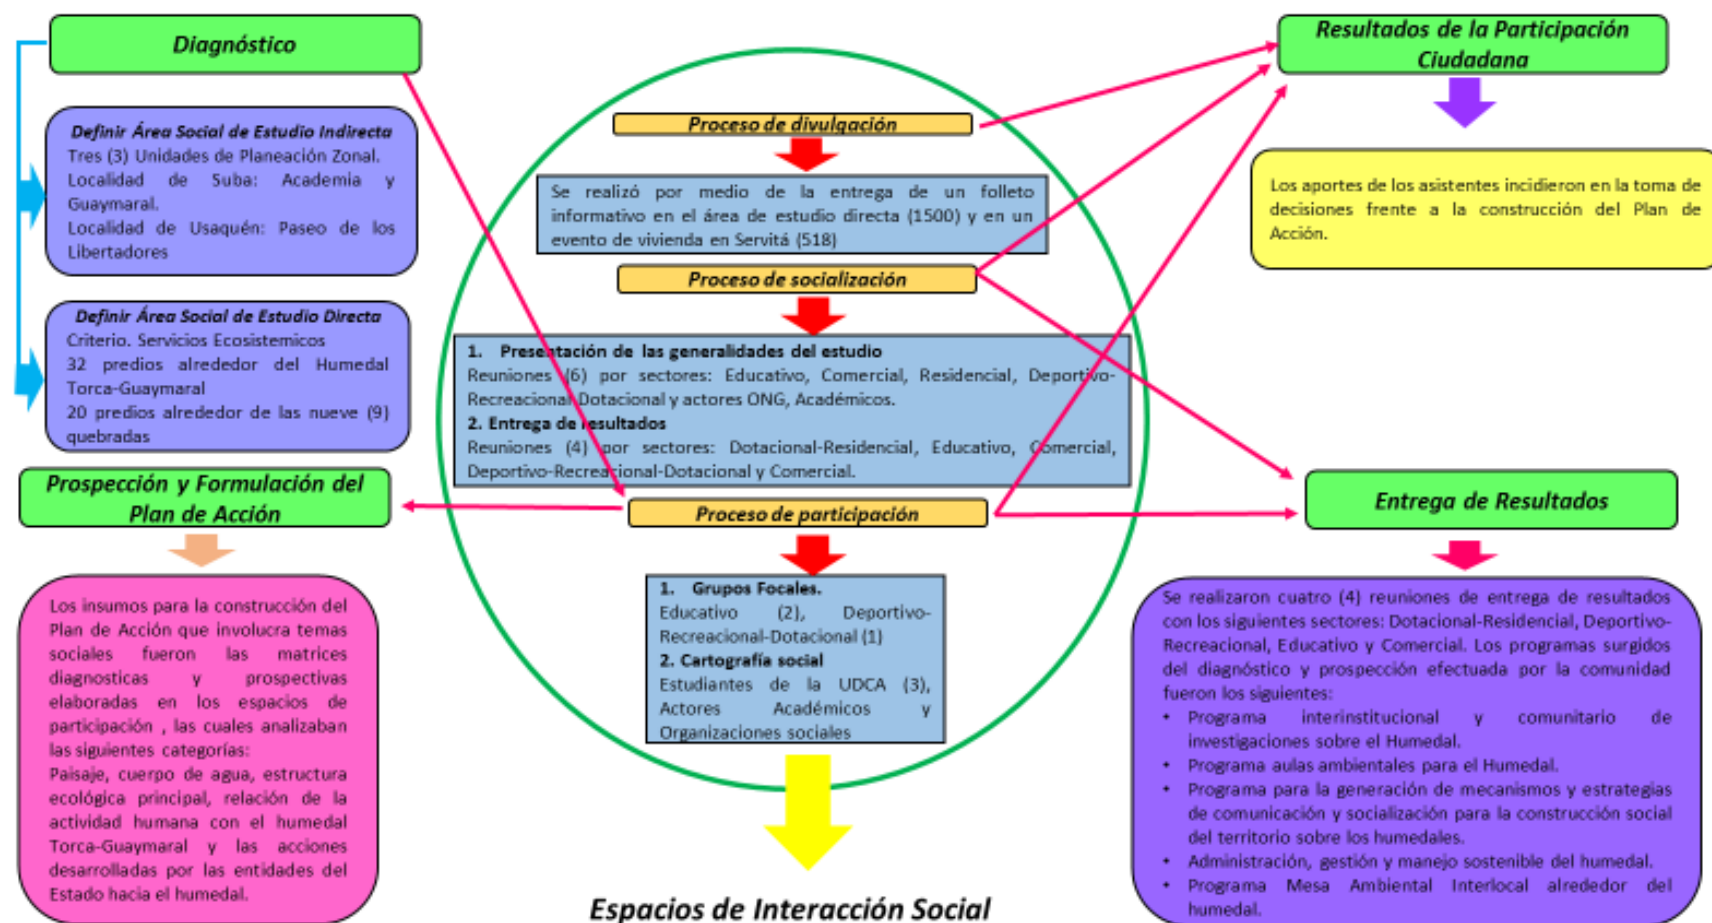 Diagnóstico
Definir Área Social de Estudio Indirecta
Tres (3) Unidades de Planeación Zonal.
Localidad de Suba: Academia y
Guaymaral.
Localidad de Usaquén: Paseo de los
Libertadores
Definir Área Social de Estudio Directa
Criterio. Servicios Ecosistemicos
32 predios alrededor del Humedal
Torca-Guaymaral
20 predios alrededor de las nueve (9)
quebradas
Prospección y Formulación del
Plan de Acción
Los insumos para la construcción del
Plan de Acción que involucra temas
sociales fueron las matrices
diagnosticas y prospectivas
elaboradas en los espacios de
participación , las cuales analizaban
las siguientes categorías:
Paisaje, cuerpo de agua, estructura
ecológica principal, relación de la
actividad humana con el humedal
Torca-Guaymaral y las acciones
desarrolladas por las entidades del
Estado hacia el humedal.
Proceso de divulgación
Se realizó por medio de la entrega de un folleto
informativo en el área de estudio directa (1500) y en un
evento de vivienda en Servitá (518)
Proceso de socialización
1. Presentación de las generalidades del estudio
Reuniones (6) por sectores: Educativo, Comercial, Residencial, Deportivo-
Recreacional Dotacional y actores ONG, Académicos.
2. Entrega de resultados
Reuniones (4) por sectores: Dotacional-Residencial, Educativo, Comercial,
Deportivo-Recreacional-Dotacional y Comercial.
Proceso de participación
1. Grupos Focales.
Educativo (2), Deportivo-
Recreacional-Dotacional (1)
2. Cartografía social
Estudiantes de la UDCA (3),
Actores Académicos y
Organizaciones sociales
Espacios de Interacción Social
Resultados de la Participación
Ciudadana
Los aportes de los asistentes incidieron en la toma de
decisiones frente a la construcción del Plan de
Acción.
Entrega de Resultados
Se realizaron cuatro (4) reuniones de entrega de resultados
con los siguientes sectores: Dotacional-Residencial, Deportivo-
Recreacional, Educativo y Comercial. Los programas surgidos
del diagnóstico y prospección efectuada por la comunidad
fueron los siguientes:
• Programa interinstitucional y comunitario de
investigaciones sobre el Humedal.
• Programa aulas ambientales para el Humedal.
• Programa para la generación de mecanismos y estrategias
de comunicación y socialización para la construcción social
del territorio sobre los humedales.
• Administración, gestión y manejo sostenible del humedal.
• Programa Mesa Ambiental Interlocal alrededor del
humedal.